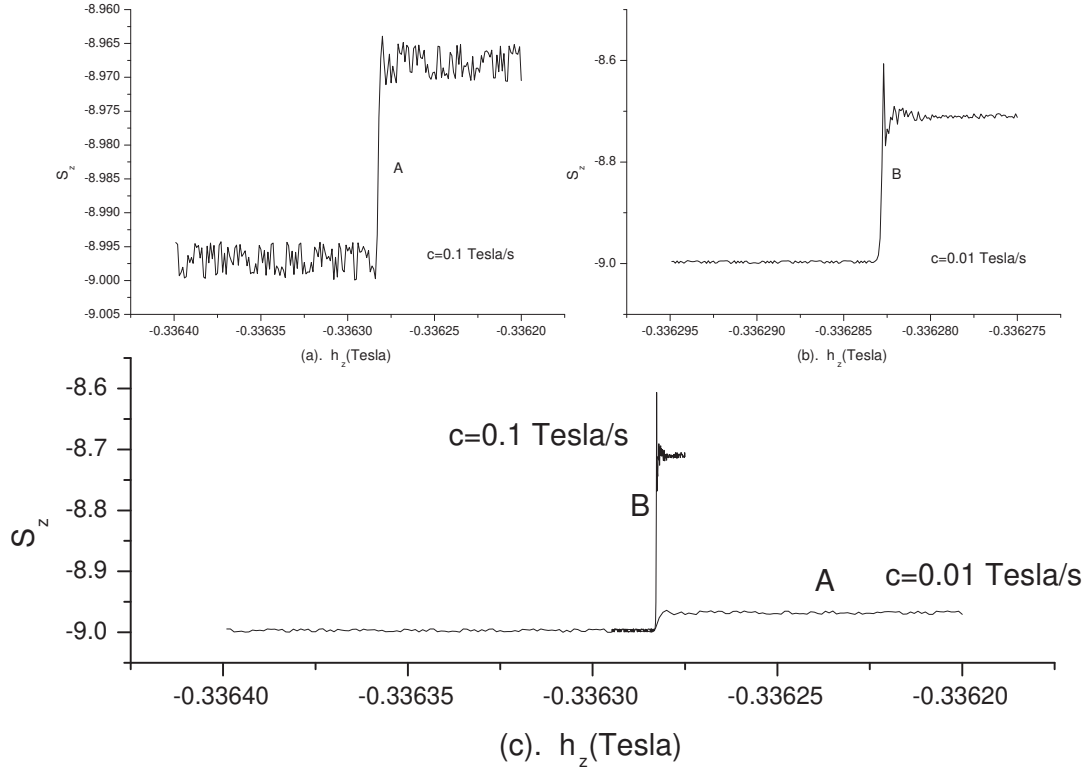 -8.960
-8.965
-8.970
-8.975
-8.980
-8.985
-8.990
-8.995
-9.000
-9.005
S_z
A
c=0.1 Tesla/s
-0.33640 -0.33635 -0.33630 -0.33625 -0.33620
(a). h_z(Tesla)
-8.6
-8.8
-9.0
S_z
B
c=0.01 Tesla/s
-0.336295 -0.336290 -0.336285 -0.336280 -0.336275
(b). h_z(Tesla)
-8.6
-8.7
-8.8
-8.9
-9.0
S_z
c=0.1 Tesla/s
B
A
c=0.01 Tesla/s
-0.33640 -0.33635 -0.33630 -0.33625 -0.33620
(c). h_z(Tesla)